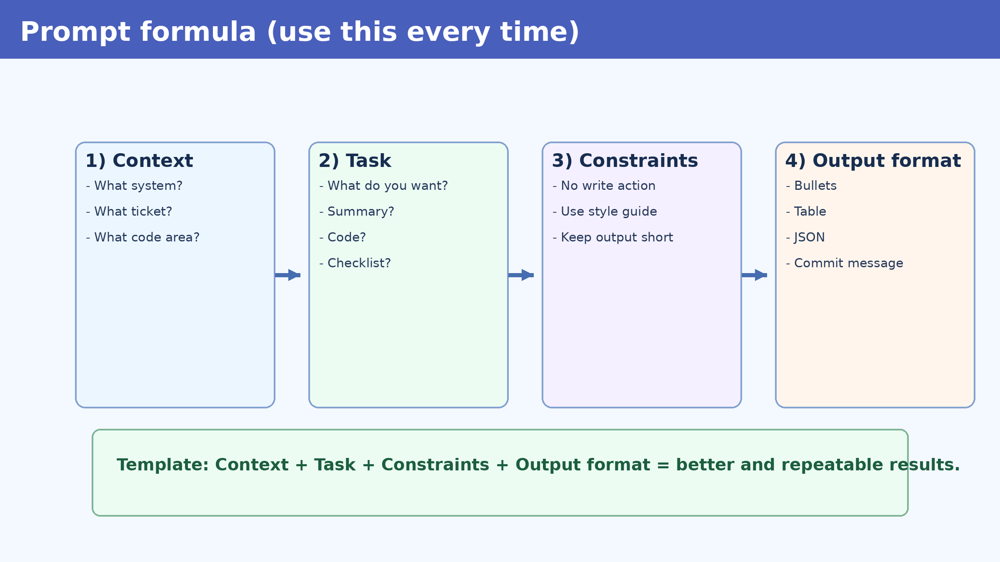 Prompt formula (use this every time)
1) Context
- What system?
- What ticket?
- What code area?
2) Task
- What do you want?
- Summary?
- Code?
- Checklist?
3) Constraints
- No write action
- Use style guide
- Keep output short
4) Output format
- Bullets
- Table
- JSON
- Commit message
Template: Context + Task + Constraints + Output format = better and repeatable results.